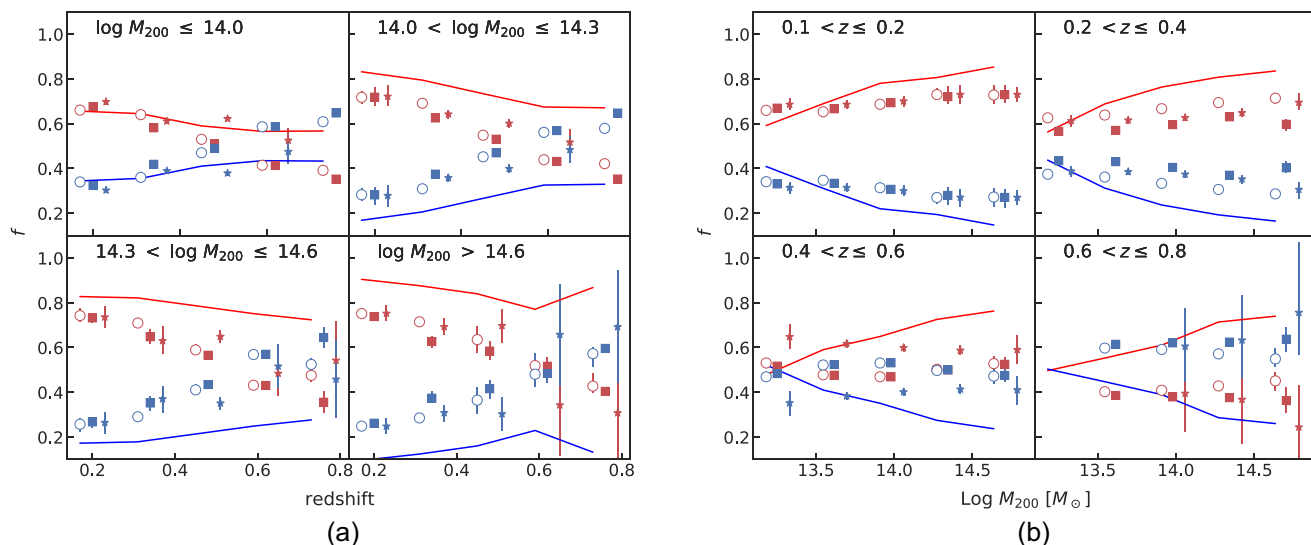 log M200 ≤ 14.0
14.0 < log M200 ≤ 14.3
0.1 < z ≤ 0.2
0.2 < z ≤ 0.4
1.0
0.8
0.6
0.4
0.2
f
1.0
0.8
0.6
0.4
0.2
f
14.3 < log M200 ≤ 14.6
log M200 > 14.6
0.4 < z ≤ 0.6
0.6 < z ≤ 0.8
1.0
0.8
0.6
0.4
0.2
1.0
0.8
0.6
0.4
0.2
0.2 0.4 0.6 0.8 0.2 0.4 0.6 0.8
13.5 14.0 14.5 13.5 14.0 14.5
redshift
Log M200 [M⊙]
(a)
(b)